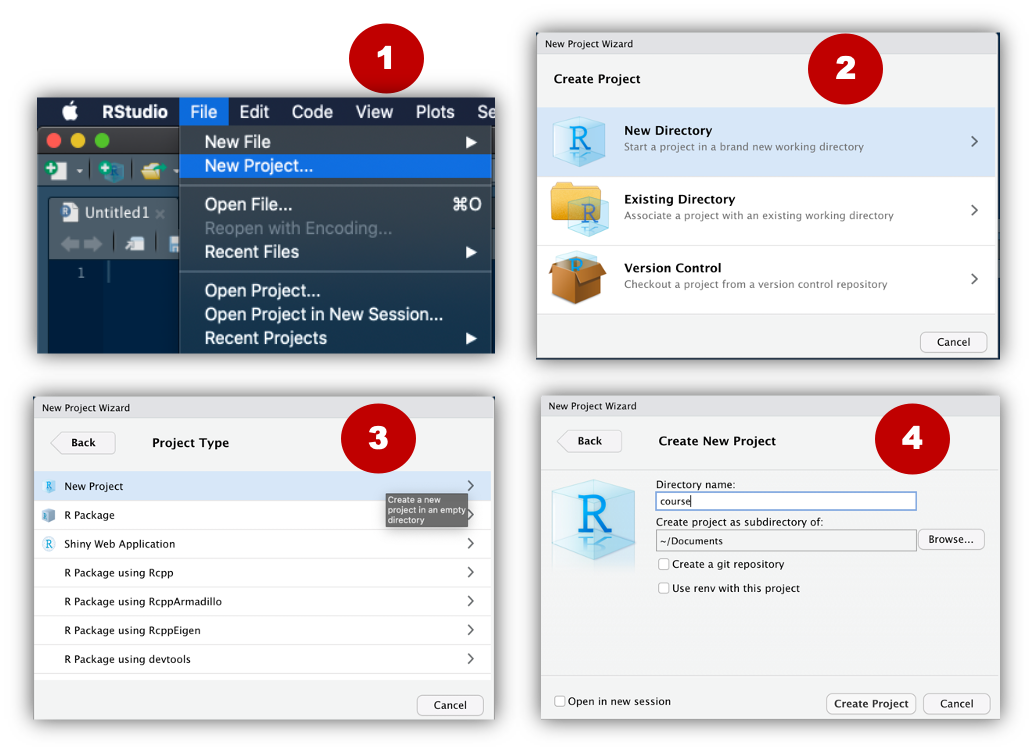 1
RStudio File Edit Code View Plots Se
New File
New Project...
Open File... ⌘O
Reopen with Encoding...
Recent Files
Open Project...
Open Project in New Session...
Recent Projects
Untitled1
1
2
New Project Wizard
Create Project
New Directory
Start a project in a brand new working directory
Existing Directory
Associate a project with an existing working directory
Version Control
Checkout a project from a version control repository
Cancel
3
New Project Wizard
Back Project Type
New Project
Create a new
project in an empty
directory
R Package
Shiny Web Application
R Package using Rcpp
R Package using RcppArmadillo
R Package using RcppEigen
R Package using devtools
Cancel
4
New Project Wizard
Back Create New Project
R
Directory name:
course
Create project as subdirectory of:
~/Documents Browse...
Create a git repository
Use renv with this project
Open in new session Create Project Cancel